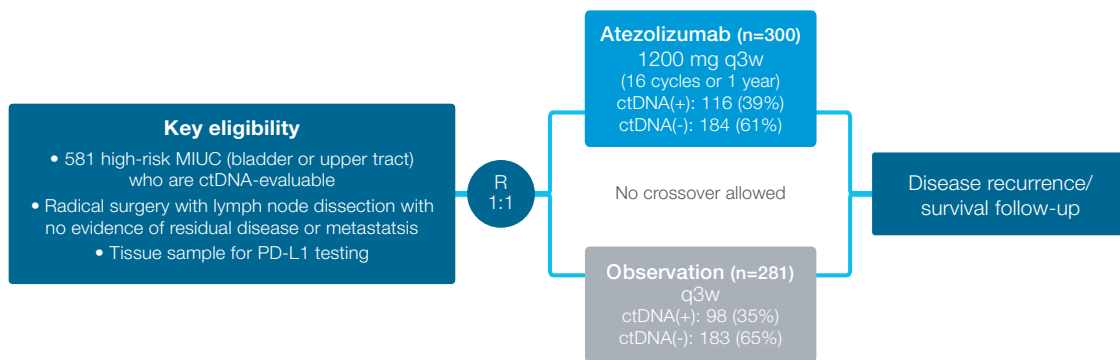 Key eligibility
• 581 high-risk MIUC (bladder or upper tract)
who are ctDNA-evaluable
• Radical surgery with lymph node dissection with
no evidence of residual disease or metastatsis
• Tissue sample for PD-L1 testing
R
1:1
Atezolizumab (n=300)
1200 mg q3w
(16 cycles or 1 year)
ctDNA(+): 116 (39%)
ctDNA(-): 184 (61%)
No crossover allowed
Observation (n=281)
q3w
ctDNA(+): 98 (35%)
ctDNA(-): 183 (65%)
Disease recurrence/
survival follow-up